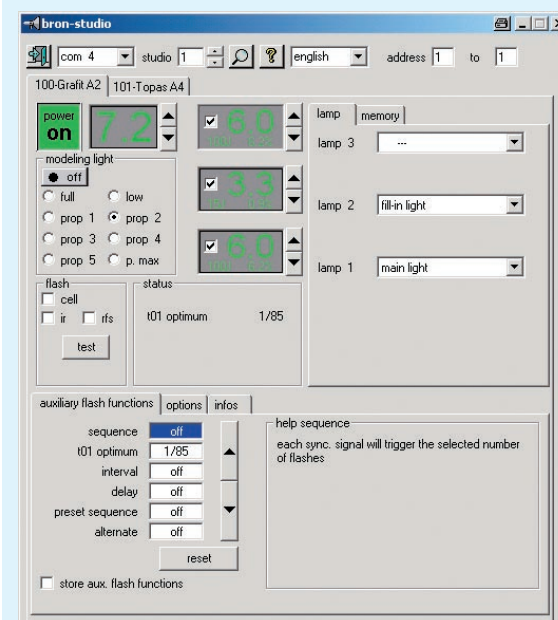 bron-studio
com 4 studio 1 ? english address 1 to 1
100-Grafit A2 101-Topas A4
power
on
7.2
6.0
3.3
6.0
modeling light
off
full low
prop 1 prop 2
prop 3 prop 4
prop 5 p. max
lamp memory
lamp 3 ---
lamp 2 fill-in light
lamp 1 main light
flash
cell
ir rfs
test
status
t01 optimum 1/85
auxiliary flash functions options infos
sequence off
t01 optimum 1/85
interval off
delay off
preset sequence off
alternate off
reset
store aux. flash functions
help sequence
each sync. signal will trigger the selected number
of flashes